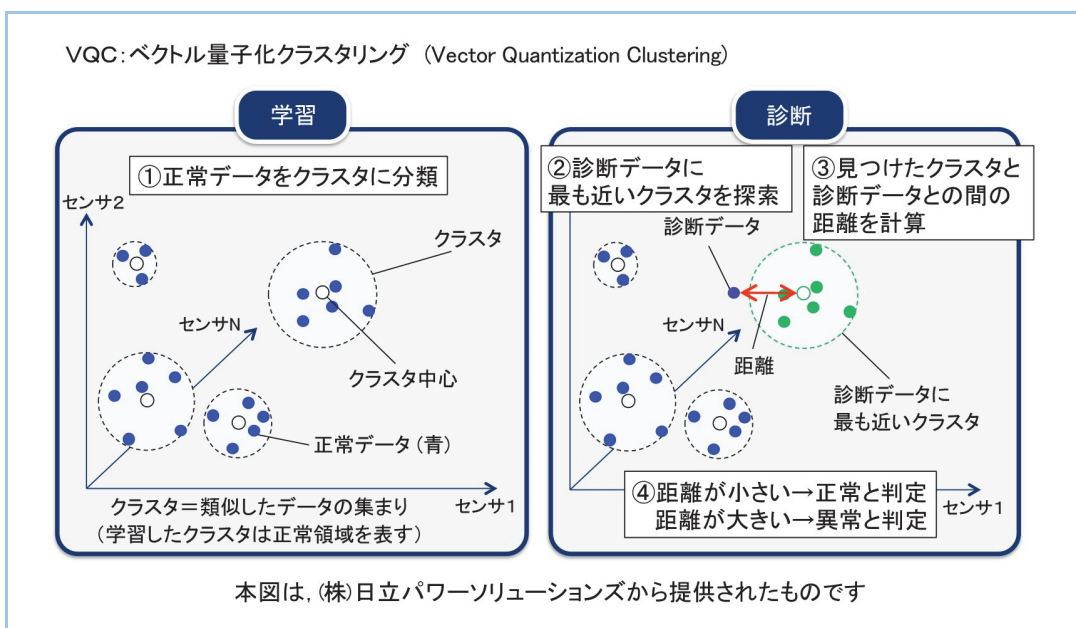 VQC:ベクトル量子化クラスタリング (Vector Quantization Clustering)
学習
①正常データをクラスタに分類
センサ2
クラスタ
センサN
クラスタ中心
正常データ(青)
センサ1
クラスタ=類似したデータの集まり
(学習したクラスタは正常領域を表す)
診断
②診断データに
最も近いクラスタを探索
③見つけたクラスタと
診断データとの間の
距離を計算
診断データ
センサN
距離
診断データに
最も近いクラスタ
④距離が小さい→正常と判定
距離が大きい→異常と判定
センサ1
本図は,(株)日立パワーソリューションズから提供されたものです